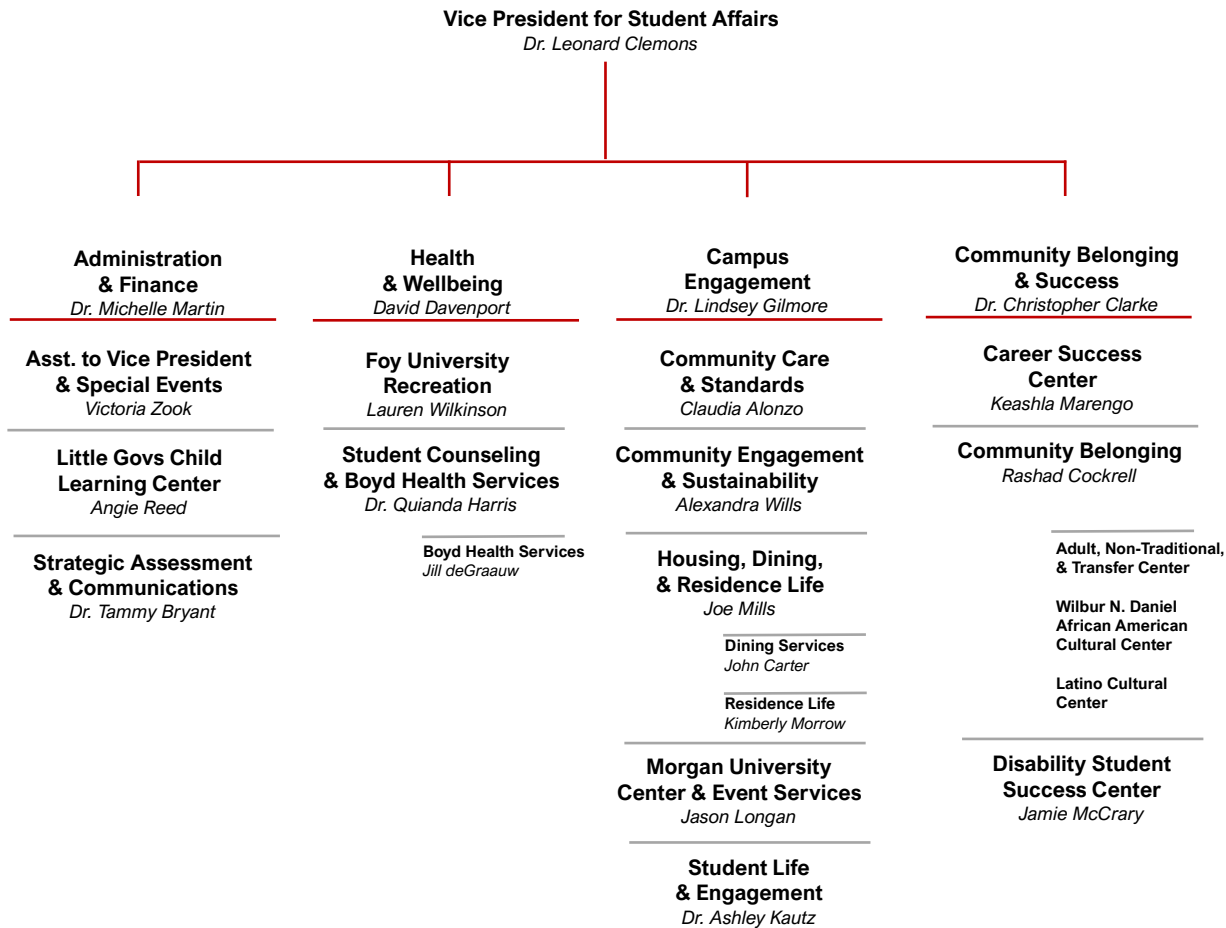 Vice President for Student Affairs
Dr. Leonard Clemons
Administration
& Finance
Dr. Michelle Martin
Asst. to Vice President
& Special Events
Victoria Zook
Little Govs Child
Learning Center
Angie Reed
Strategic Assessment
& Communications
Dr. Tammy Bryant
Health
& Wellbeing
David Davenport
Foy University
Recreation
Lauren Wilkinson
Student Counseling
& Boyd Health Services
Dr. Quianda Harris
Boyd Health Services
Jill deGraauw
Campus
Engagement
Dr. Lindsey Gilmore
Community Care
& Standards
Claudia Alonzo
Community Engagement
& Sustainability
Alexandra Wills
Housing, Dining,
& Residence Life
Joe Mills
Dining Services
John Carter
Residence Life
Kimberly Morrow
Morgan University
Center & Event Services
Jason Longan
Student Life
& Engagement
Dr. Ashley Kautz
Community Belonging
& Success
Dr. Christopher Clarke
Career Success
Center
Keashla Marengo
Community Belonging
Rashad Cockrell
Adult, Non-Traditional,
& Transfer Center
Wilbur N. Daniel
African American
Cultural Center
Latino Cultural
Center
Disability Student
Success Center
Jamie McCrary